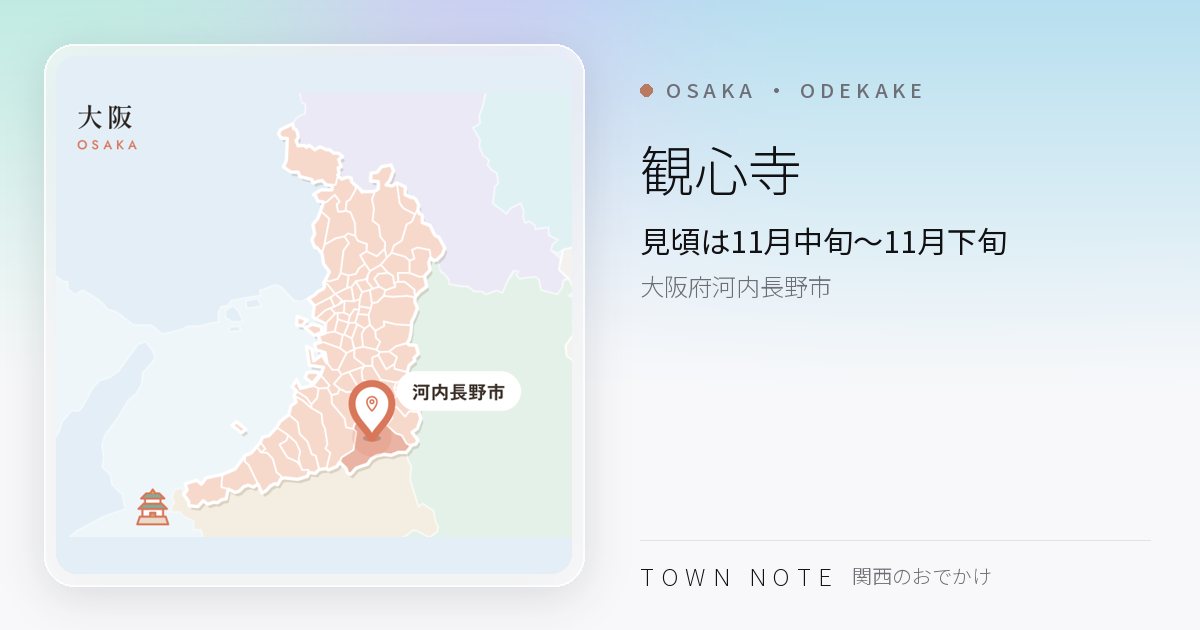 大阪
OSAKA
河内長野市
OSAKA • ODEKAKE
観心寺
見頃は11月中旬〜11月下旬
大阪府河内長野市
TOWN NOTE 関西のおでかけ